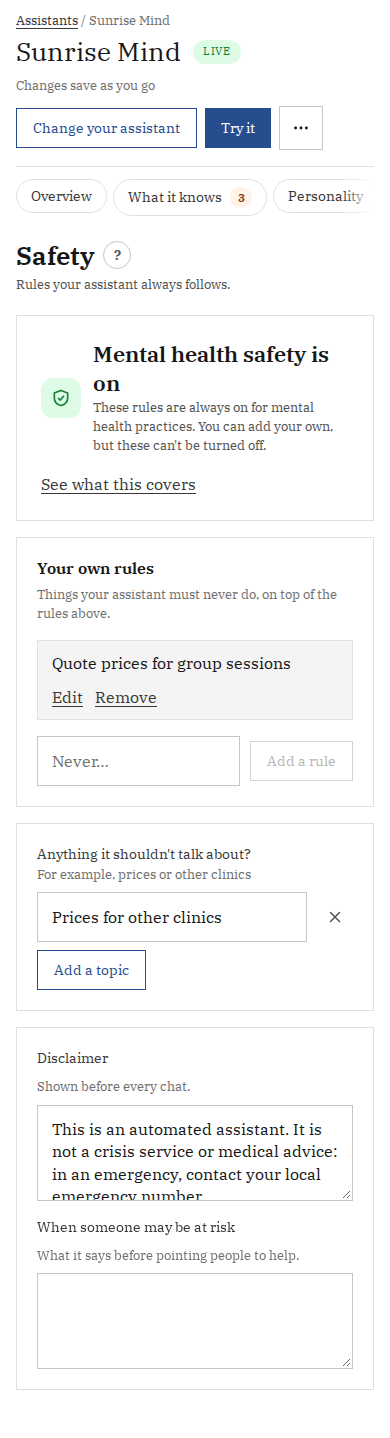 Assistants / Sunrise Mind
Sunrise Mind LIVE
Changes save as you go
Change your assistant Try it ...
Overview What it knows 3 Personality
Safety ?
Rules your assistant always follows.
Mental health safety is
on
These rules are always on for mental
health practices. You can add your own,
but these can't be turned off.
See what this covers
Your own rules
Things your assistant must never do, on top of the
rules above.
Quote prices for group sessions
Edit Remove
Never... Add a rule
Anything it shouldn't talk about?
For example, prices or other clinics
Prices for other clinics
Add a topic
Disclaimer
Shown before every chat.
This is an automated assistant. It is
not a crisis service or medical advice:
in an emergency, contact your local
emergency number
When someone may be at risk
What it says before pointing people to help.